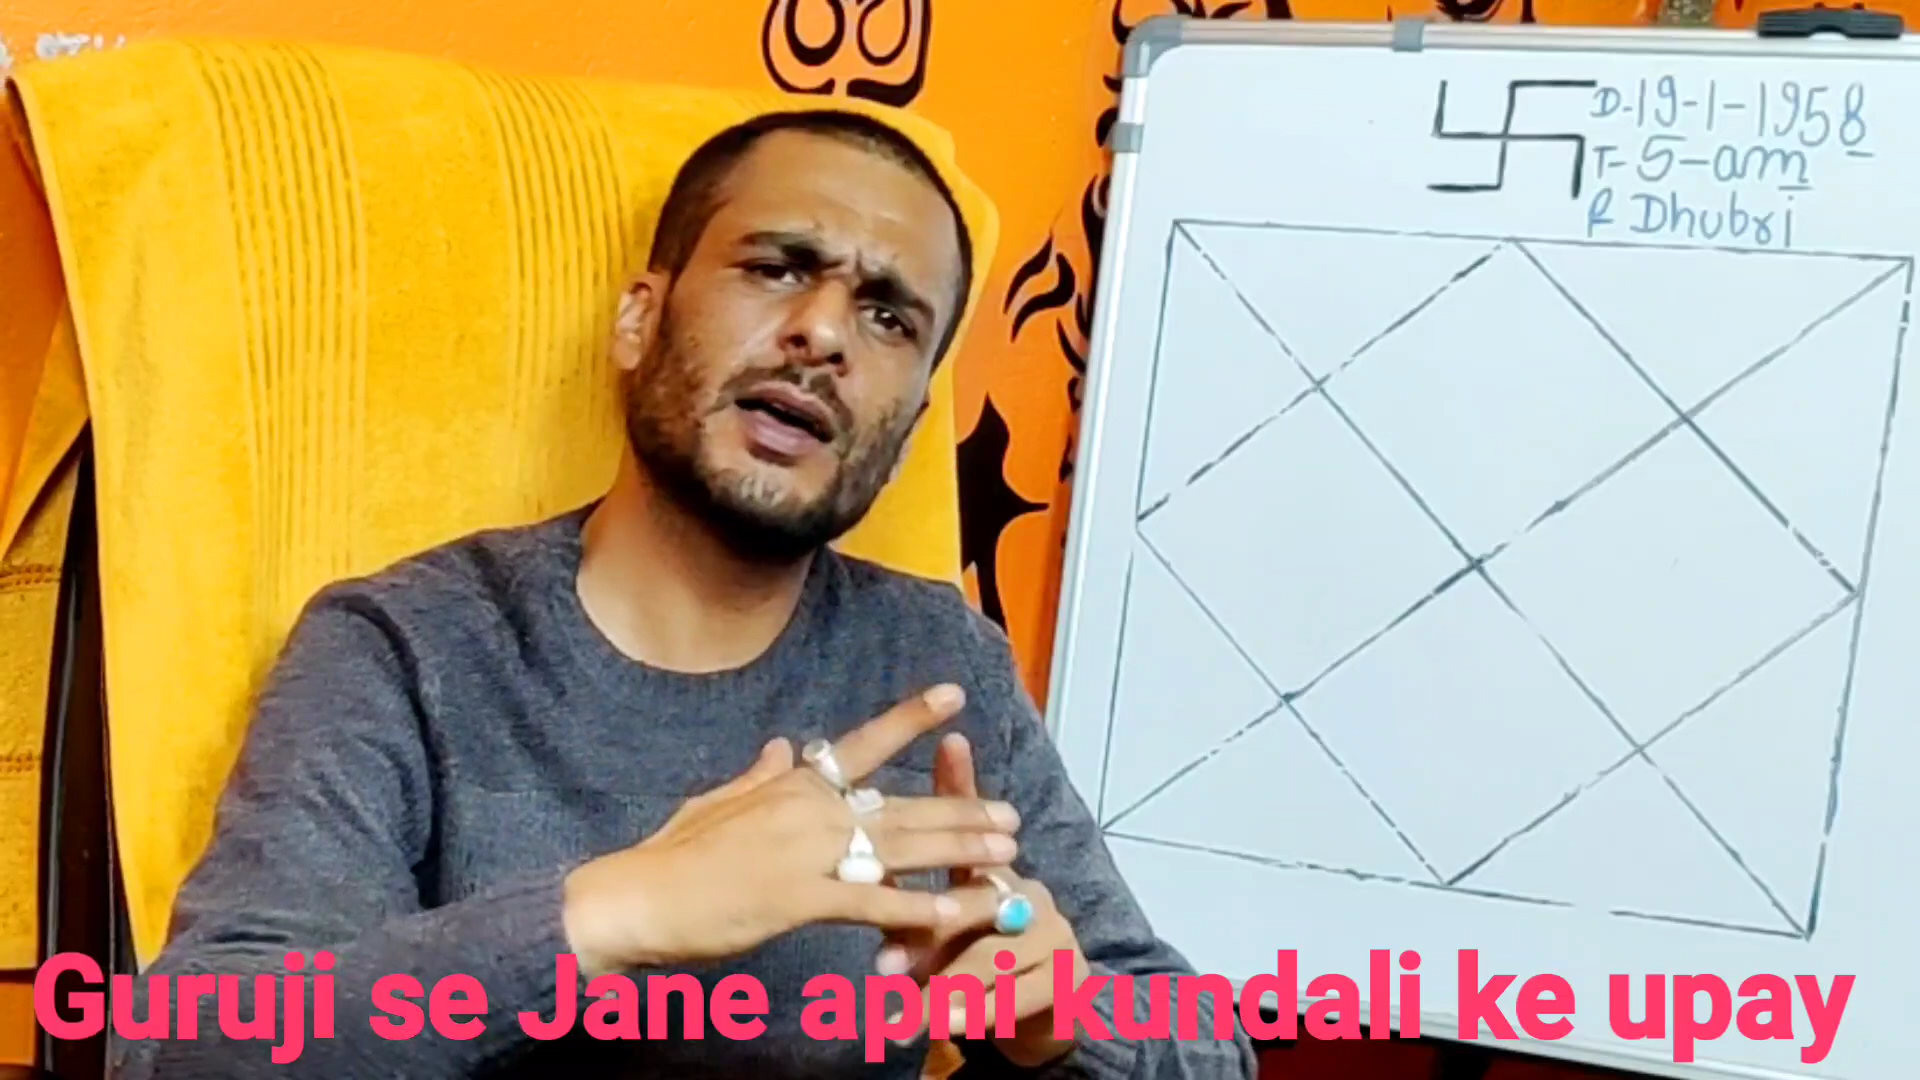 D-19-1-1958
T-5-am
P Dhubri
Guruji se Jane apni kundali ke upay